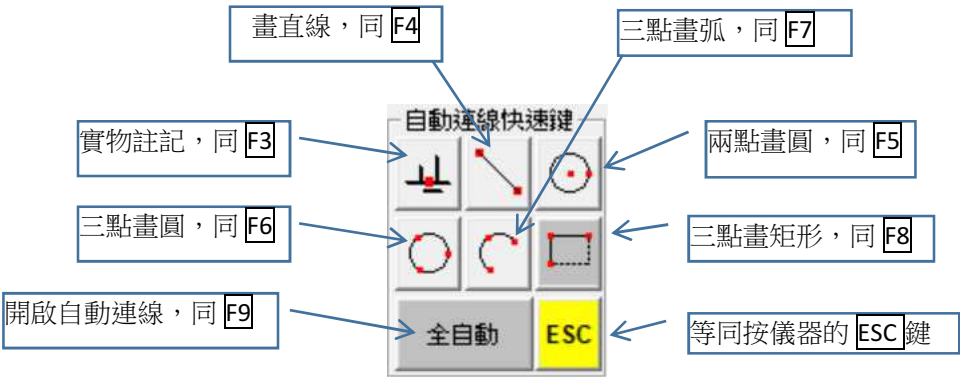 畫直線，同 F4
三點畫弧，同 F7
自動連線快速鍵
實物註記，同 F3
兩點畫圓，同 F5
三點畫圓，同 F6
三點畫矩形，同 F8
開啟自動連線，同 F9
全自動
ESC
等同按儀器的 ESC 鍵